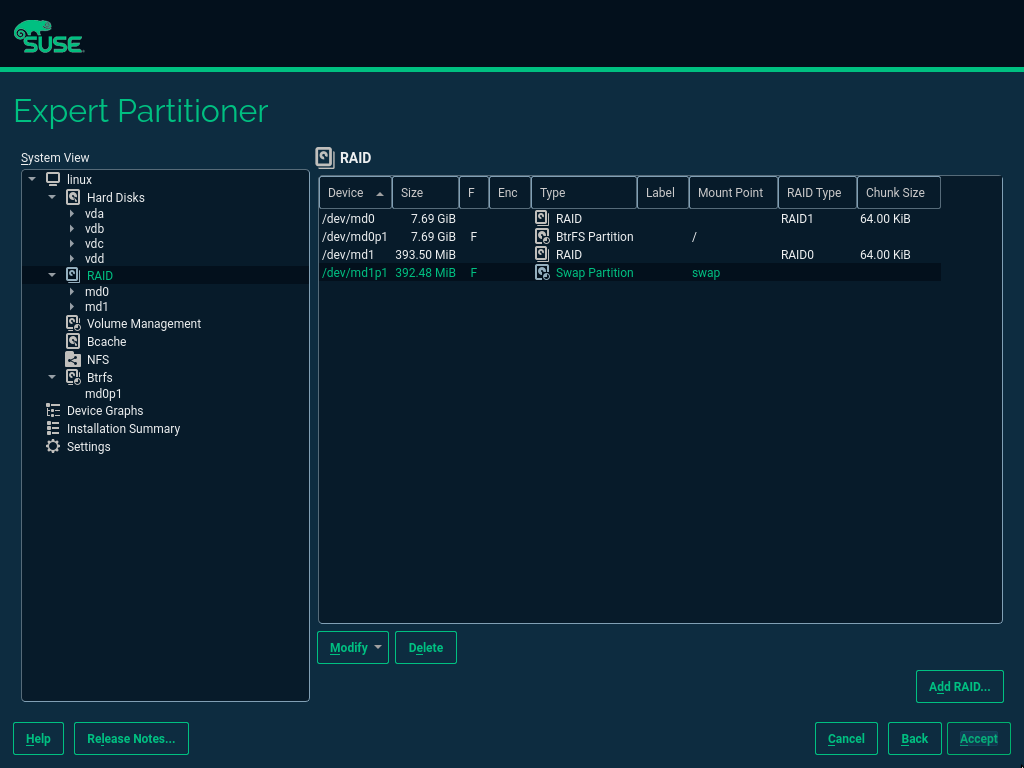 SUSE
Expert Partitioner
System View
linux
Hard Disks
vda
vdb
vdc
vdd
RAID
md0
md1
Volume Management
Bcache
NFS
Btrfs
md0p1
Device Graphs
Installation Summary
Settings
RAID
Device Size F Enc Type Label Mount Point RAID Type Chunk Size
/dev/md0 7.69 GiB RAID RAID1 64.00 KiB
/dev/md0p1 7.69 GiB F BtrFS Partition /
/dev/md1 393.50 MiB RAID RAID0 64.00 KiB
/dev/md1p1 392.48 MiB F Swap Partition swap
Modify Delete
Add RAID...
Help Release Notes... Cancel Back Accept